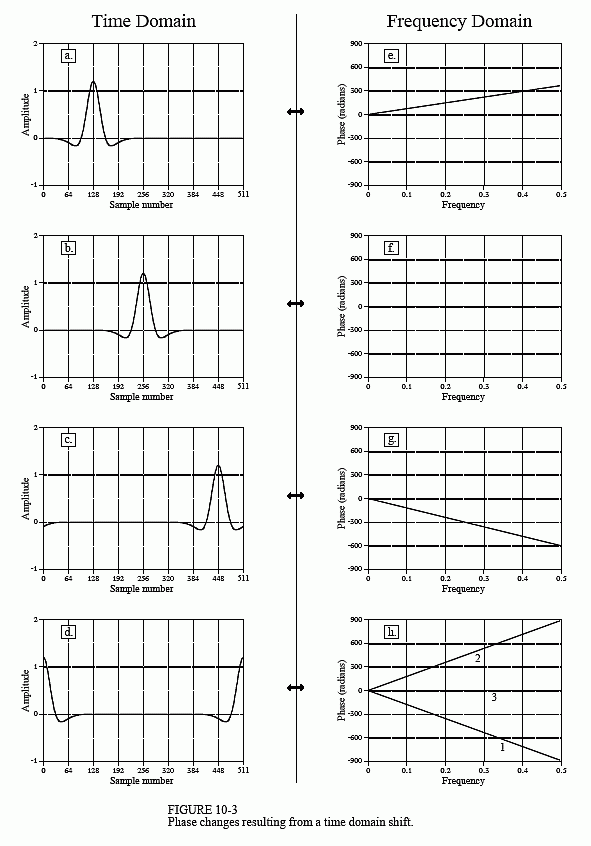 Time Domain
Frequency Domain
a.
2
1
0
-1
Amplitude
0 64 128 192 256 320 384 448 511
Sample number
e.
900
600
300
0
-300
-600
-900
Phase (radians)
0 0.1 0.2 0.3 0.4 0.5
Frequency
b.
2
1
0
-1
Amplitude
0 64 128 192 256 320 384 448 511
Sample number
f.
900
600
300
0
-300
-600
-900
Phase (radians)
0 0.1 0.2 0.3 0.4 0.5
Frequency
c.
2
1
0
-1
Amplitude
0 64 128 192 256 320 384 448 511
Sample number
g.
900
600
300
0
-300
-600
-900
Phase (radians)
0 0.1 0.2 0.3 0.4 0.5
Frequency
d.
2
1
0
-1
Amplitude
0 64 128 192 256 320 384 448 511
Sample number
h.
900
600
300
0
-300
-600
-900
Phase (radians)
2
3
1
0 0.1 0.2 0.3 0.4 0.5
Frequency
FIGURE 10-3
Phase changes resulting from a time domain shift.